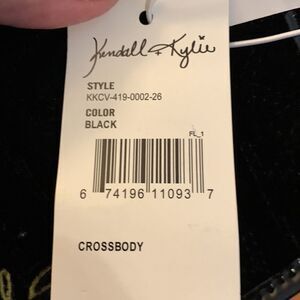 Kendall + Kylie
STYLE
KKCV-419-0002-26
COLOR
BLACK
FL_1
6 74196 11093 7
CROSSBODY